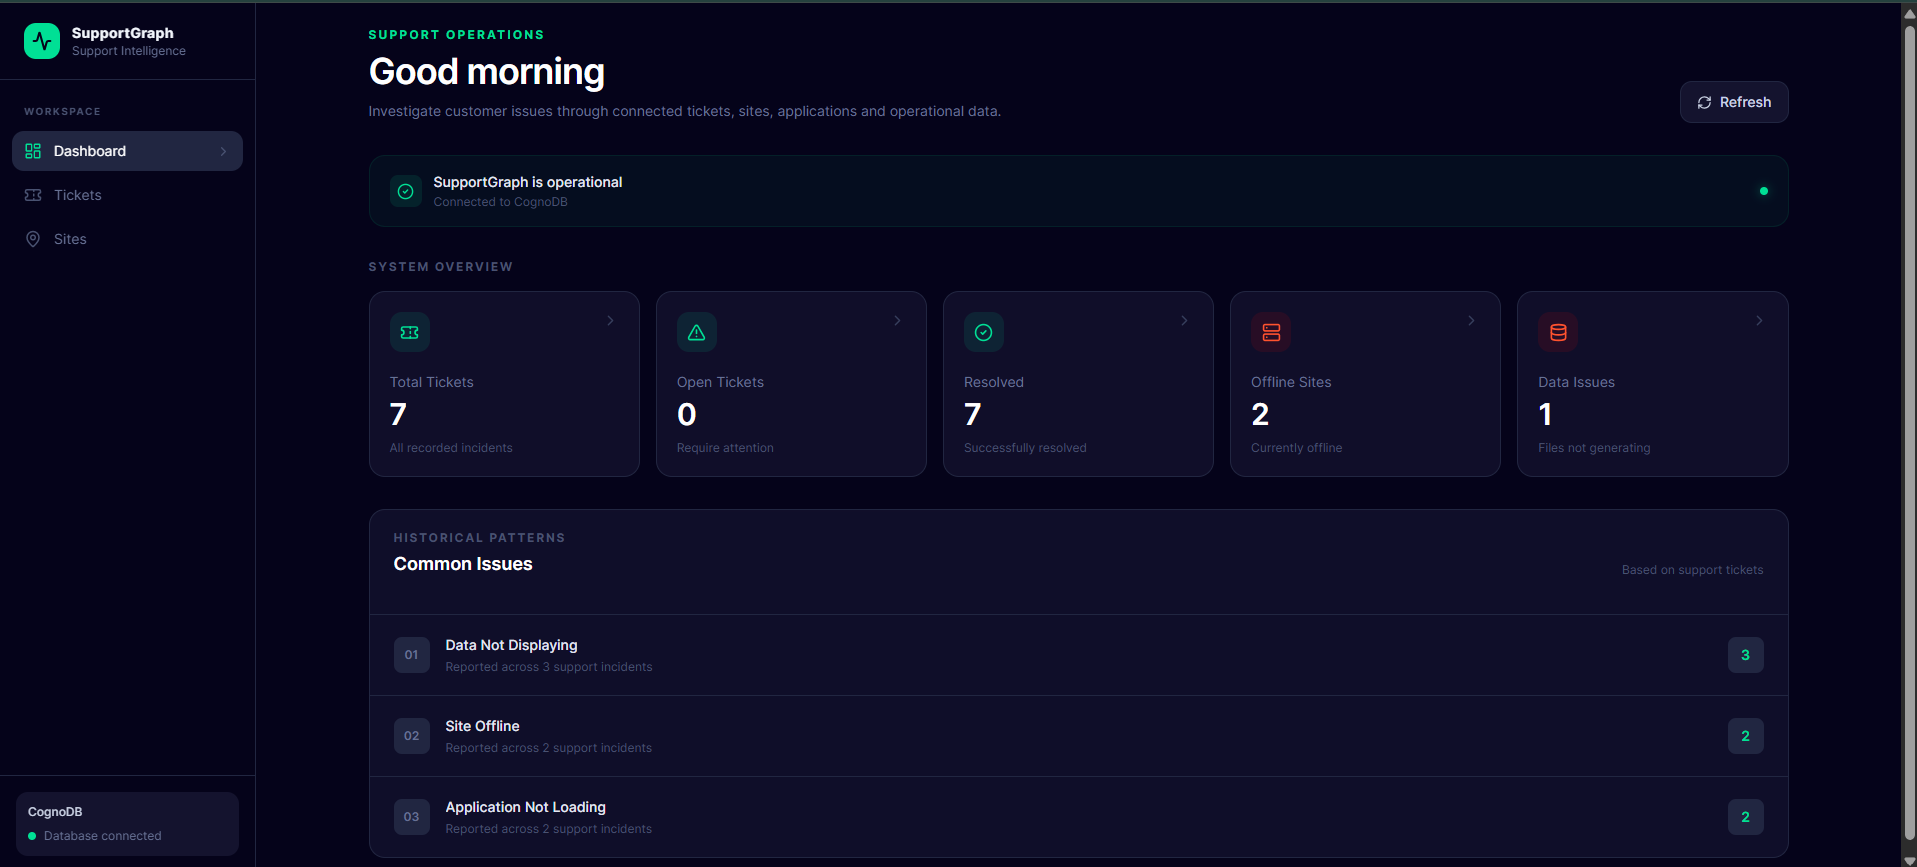 SupportGraph
Support Intelligence
WORKSPACE
Dashboard
Tickets
Sites
CognoDB
Database connected
SUPPORT OPERATIONS
Good morning
Investigate customer issues through connected tickets, sites, applications and operational data.
Refresh
SupportGraph is operational
Connected to CognoDB
SYSTEM OVERVIEW
Total Tickets
7
All recorded incidents
Open Tickets
0
Require attention
Resolved
7
Successfully resolved
Offline Sites
2
Currently offline
Data Issues
1
Files not generating
HISTORICAL PATTERNS
Common Issues
Based on support tickets
01
Data Not Displaying
Reported across 3 support incidents
3
02
Site Offline
Reported across 2 support incidents
2
03
Application Not Loading
Reported across 2 support incidents
2